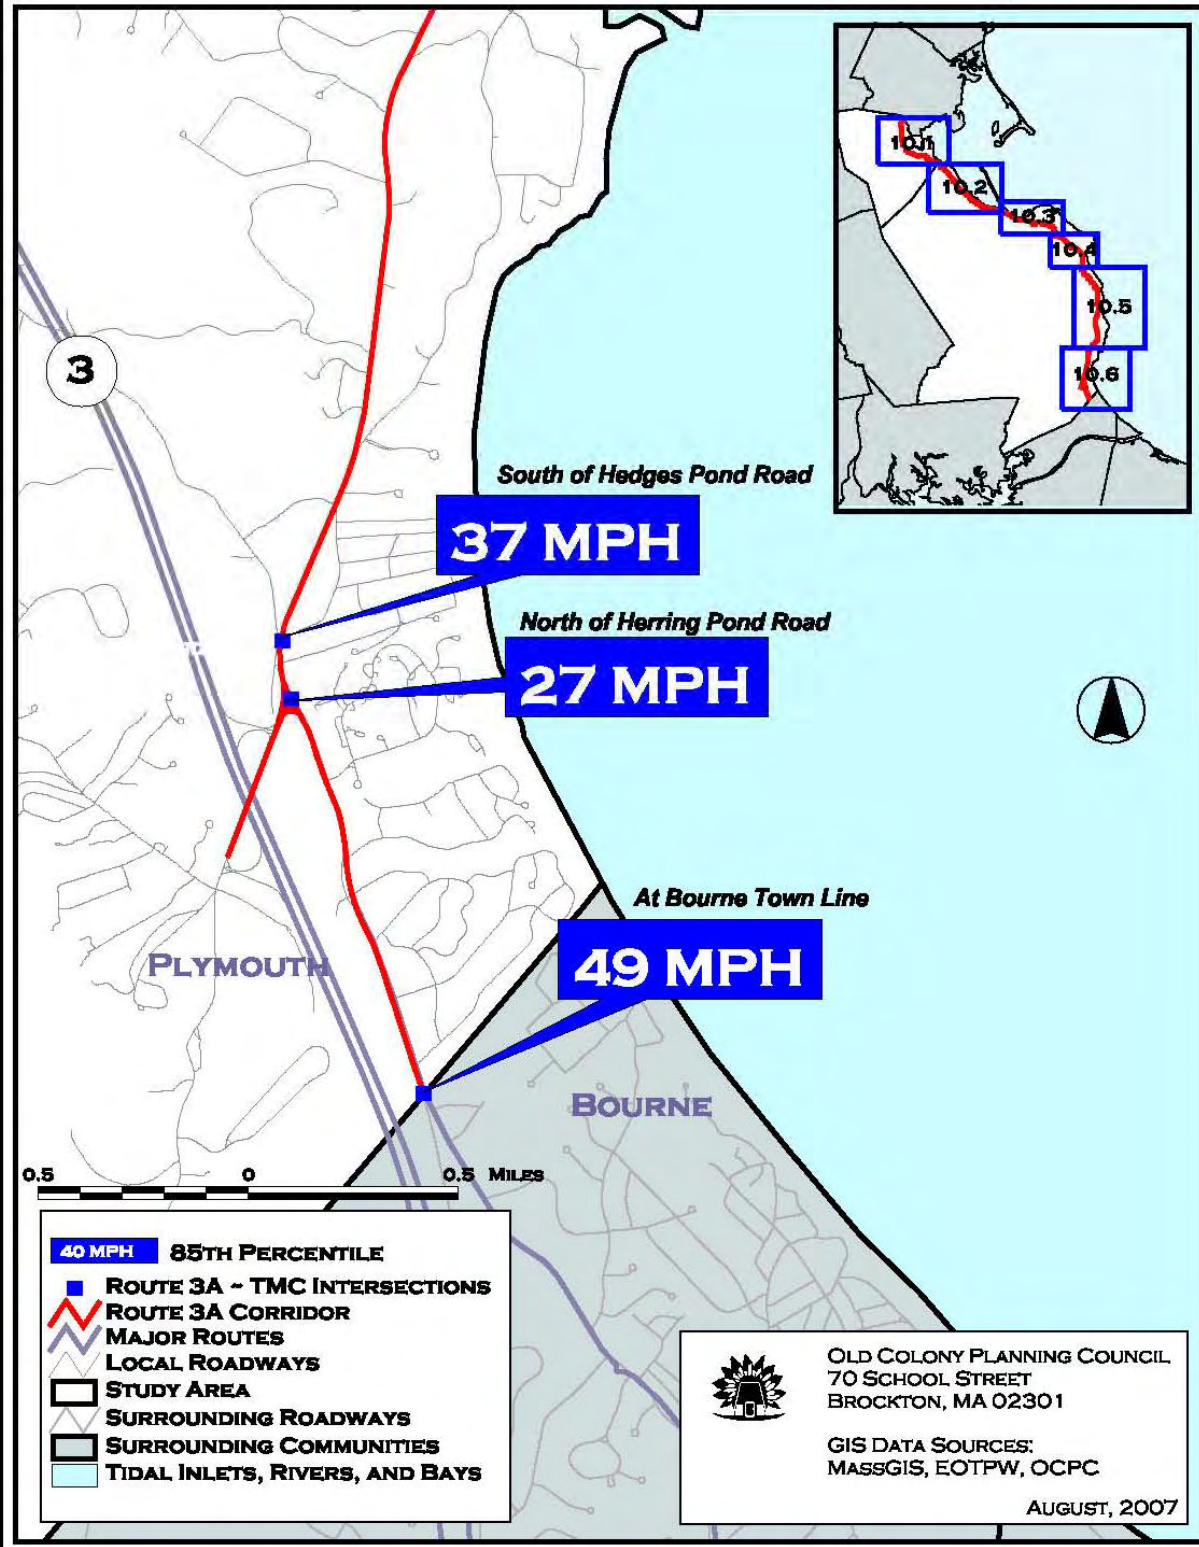 10.1
10.2
10.3
10.4
10.5
10.6
3
South of Hedges Pond Road
37 MPH
North of Herring Pond Road
27 MPH
At Bourne Town Line
49 MPH
PLYMOUTH
BOURNE
0.5 0 0.5 MILES
40 MPH 85TH PERCENTILE
ROUTE 3A ~ TMC INTERSECTIONS
ROUTE 3A CORRIDOR
MAJOR ROUTES
LOCAL ROADWAYS
STUDY AREA
SURROUNDING ROADWAYS
SURROUNDING COMMUNITIES
TIDAL INLETS, RIVERS, AND BAYS
OLD COLONY PLANNING COUNCIL
70 SCHOOL STREET
BROCKTON, MA 02301
GIS DATA SOURCES:
MASSGIS, EOTPW, OCPC
AUGUST, 2007